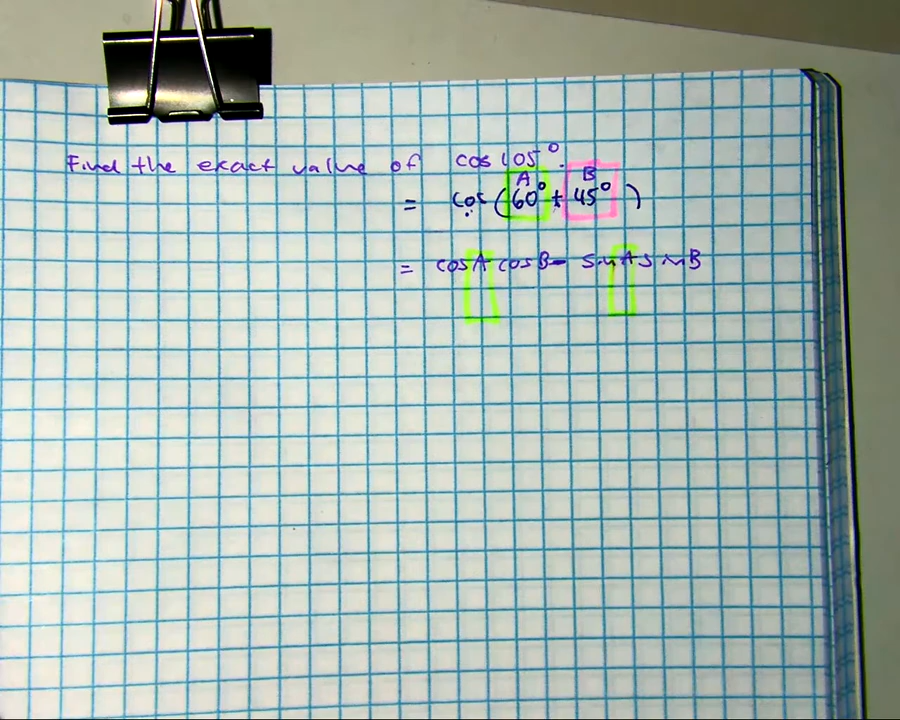 Find the exact value of cos 105°.
A B
= cos (60° + 45°)
= cos A cos B - sin A sin B